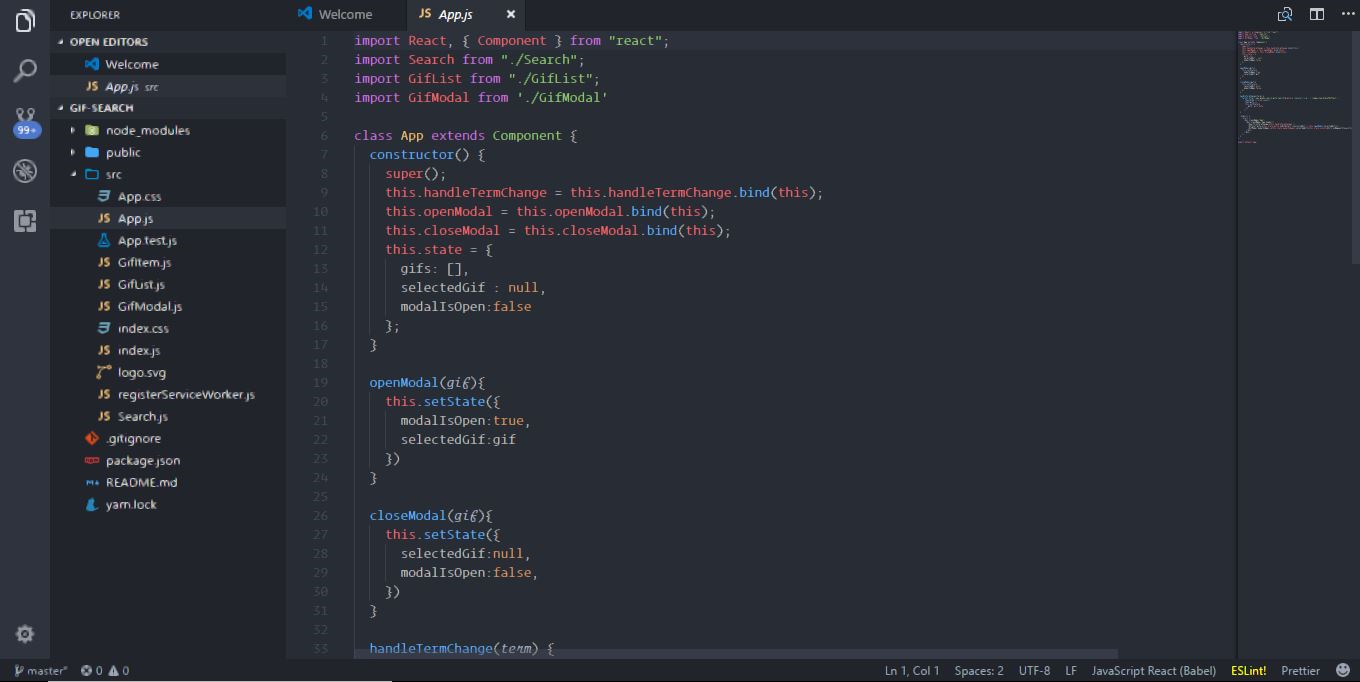 EXPLORER
OPEN EDITORS
Welcome
App.js src
GIF-SEARCH
node_modules
public
src
App.css
App.js
App.test.js
GifItem.js
GifList.js
GifModal.js
index.css
index.js
logo.svg
registerServiceWorker.js
Search.js
.gitignore
package.json
README.md
yarn.lock
99+
Welcome
JS App.js ×
1 import React, { Component } from "react";
2 import Search from "./Search";
3 import GifList from "./GifList";
4 import GifModal from './GifModal'
5
6 class App extends Component {
7 constructor() {
8 super();
9 this.handleTermChange = this.handleTermChange.bind(this);
10 this.openModal = this.openModal.bind(this);
11 this.closeModal = this.closeModal.bind(this);
12 this.state = {
13 gifs: [],
14 selectedGif : null,
15 modalIsOpen:false
16 };
17 }
18
19 openModal(gif){
20 this.setState({
21 modalIsOpen:true,
22 selectedGif:gif
23 })
24 }
25
26 closeModal(gif){
27 this.setState({
28 selectedGif:null,
29 modalIsOpen:false,
30 })
31 }
32
33 handleTermChange(term) {
master* 0 0 Ln 1, Col 1 Spaces: 2 UTF-8 LF JavaScript React (Babel) ESLint! Prettier